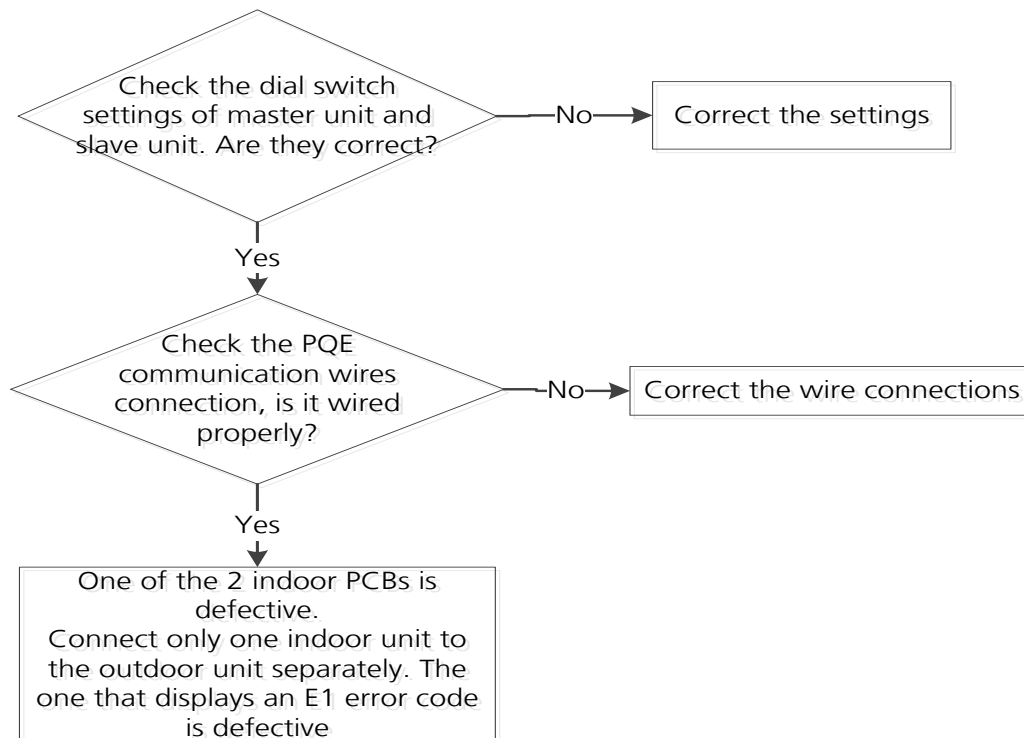 Check the dial switch
settings of master unit and
slave unit. Are they correct?
No
Correct the settings
Yes
Check the PQE
communication wires
connection, is it wired
properly?
No
Correct the wire connections
Yes
One of the 2 indoor PCBs is
defective.
Connect only one indoor unit to
the outdoor unit separately. The
one that displays an E1 error code
is defective